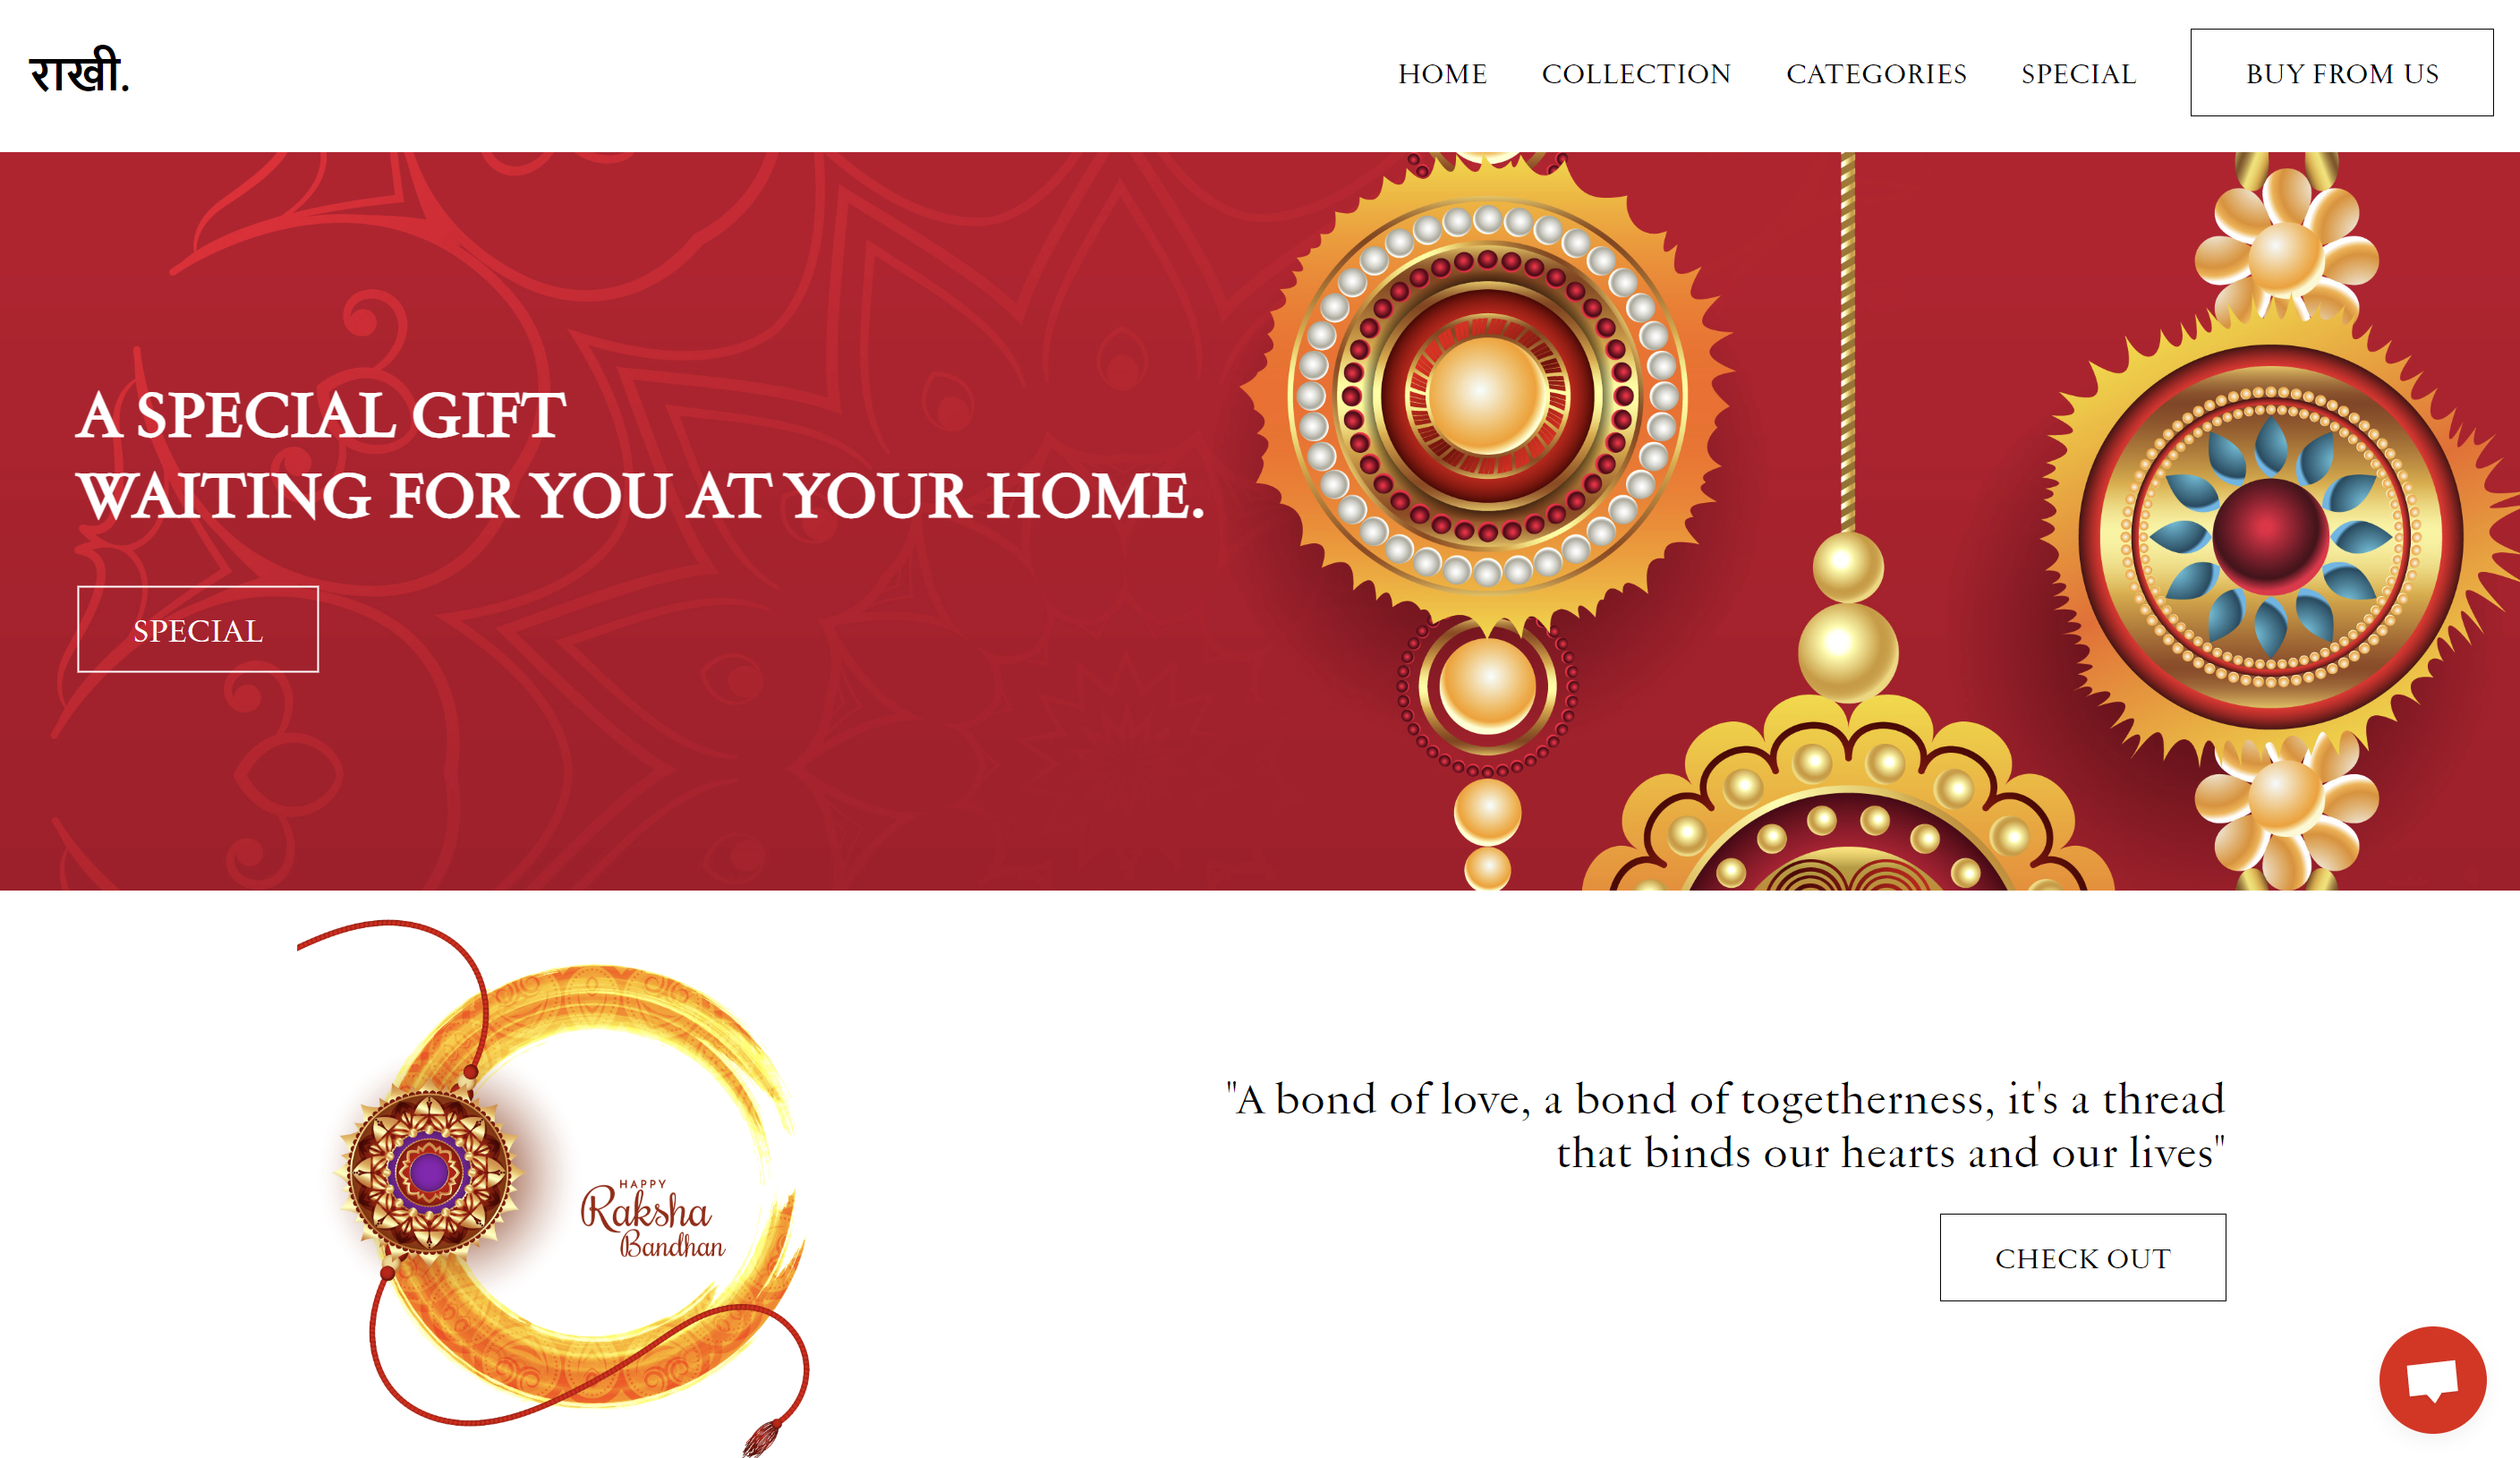 राखी.
HOME COLLECTION CATEGORIES SPECIAL BUY FROM US
A SPECIAL GIFT
WAITING FOR YOU AT YOUR HOME.
SPECIAL
HAPPY
Raksha
Bandhan
"A bond of love, a bond of togetherness, it's a thread
that binds our hearts and our lives"
CHECK OUT